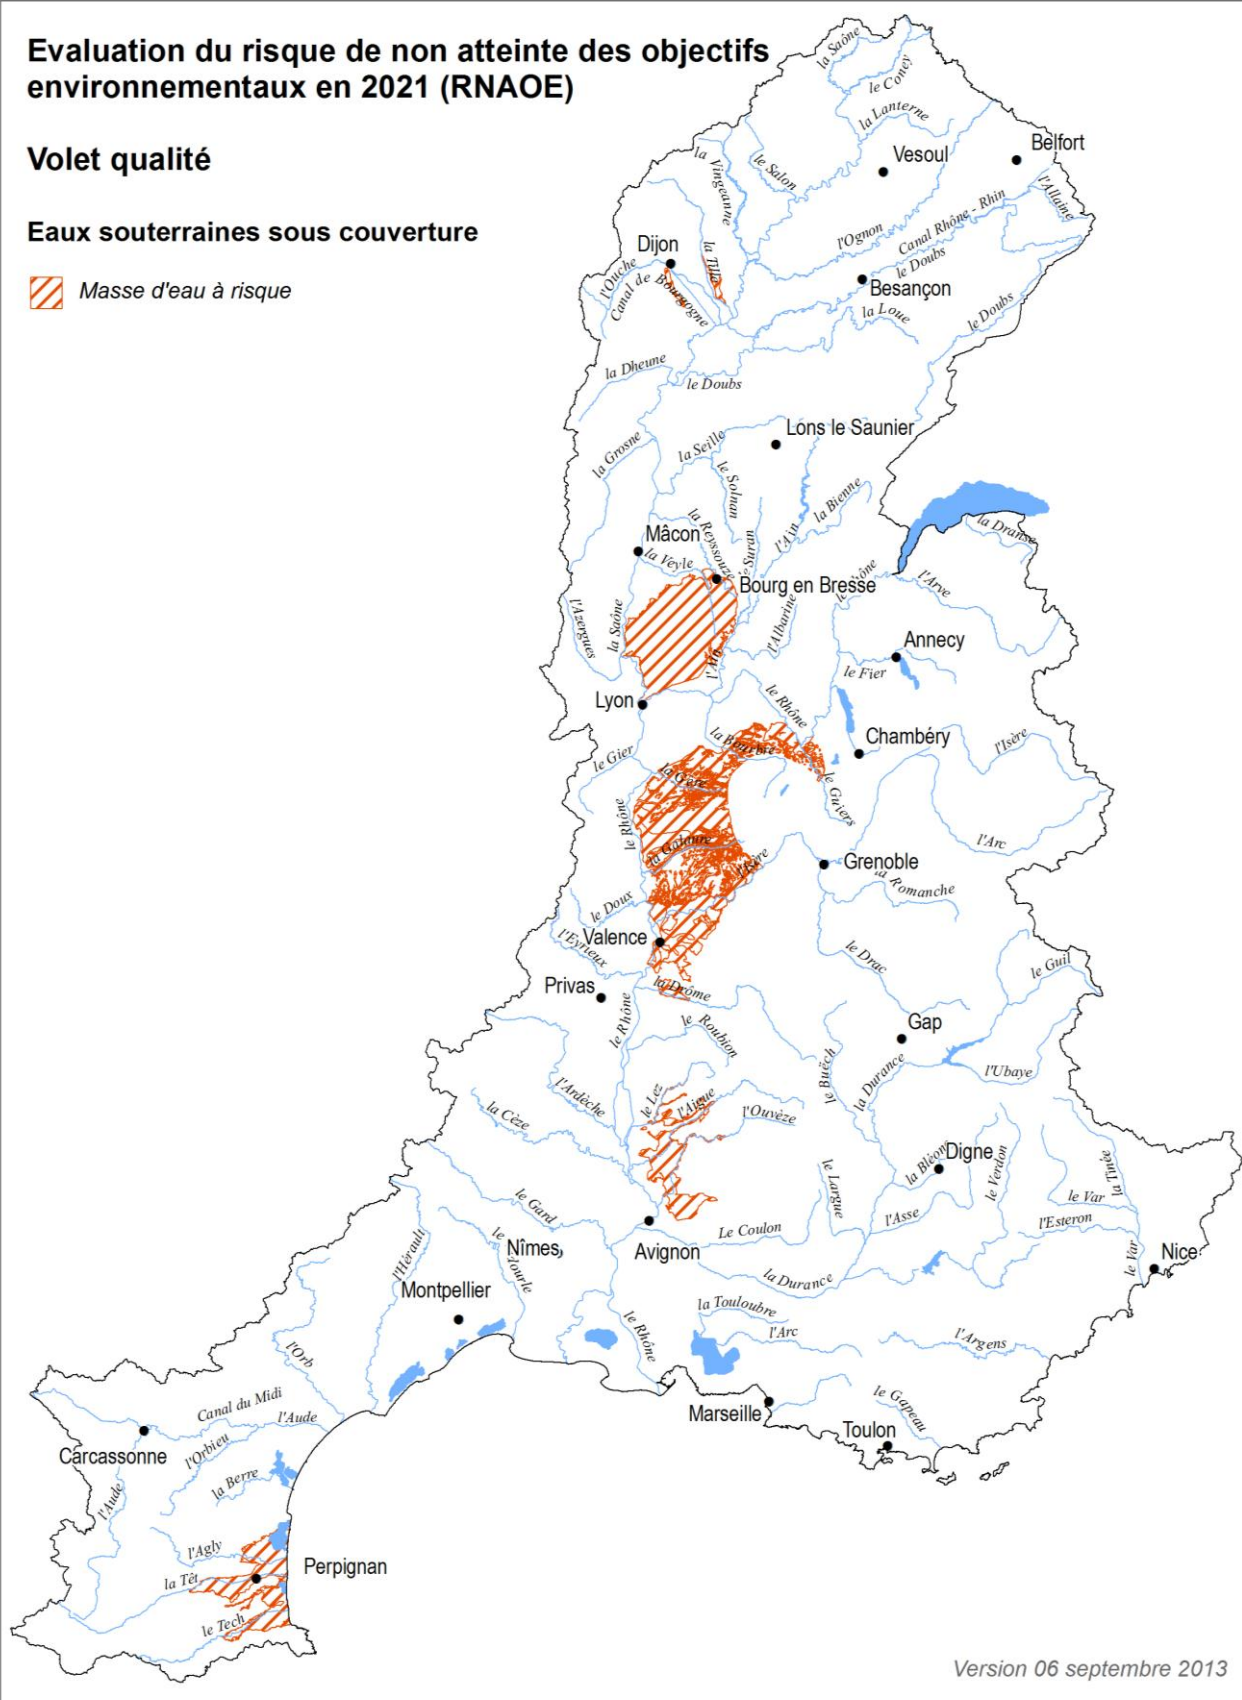 Evaluation du risque de non atteinte des objectifs
environnementaux en 2021 (RNAOE)
Volet qualité
Eaux souterraines sous couverture
Masse d'eau à risque
la Saône
le Coney
la Lanterne
Vesoul
Belfort
la Vingeanne
le Salon
l'Allaine
l'Ognon
Canal Rhône - Rhin
Dijon
la Tille
l'Ouche
Canal de Bourgogne
le Doubs
Besançon
la Loue
le Doubs
la Dheune
le Doubs
Lons le Saunier
la Grosne
la Seille
le Solnan
la Bienne
l'Ain
la Reyssouze
le Suran
la Dranse
Mâcon
la Veyle
Bourg en Bresse
le Rhône
l'Arve
l'Azergues
la Saône
l'Albarine
l'Ain
Annecy
le Fier
Lyon
le Rhône
la Bourbre
Chambéry
l'Isère
le Gier
la Gère
le Guiers
le Rhône
la Galaure
l'Isère
l'Arc
Grenoble
la Romanche
le Doux
Valence
l'Eyrieux
le Drac
le Guil
Privas
la Drôme
le Rhône
le Roubion
Gap
le Buëch
la Durance
l'Ubaye
l'Ardèche
le Lez
l'Aigue
l'Ouvèze
la Cèze
la Bléone
Digne
le Verdon
la Tinée
le Largue
le Gard
le Var
l'Asse
l'Esteron
Le Coulon
l'Hérault
Nîmes
Avignon
le Var
Nice
la Durance
Montpellier
la Touloubre
le Rhône
l'Arc
l'Argens
l'Orb
Canal du Midi
l'Aude
Marseille
le Gapeau
Toulon
Carcassonne
l'Orbieu
la Berre
l'Aude
l'Agly
la Têt
Perpignan
le Tech
Version 06 septembre 2013